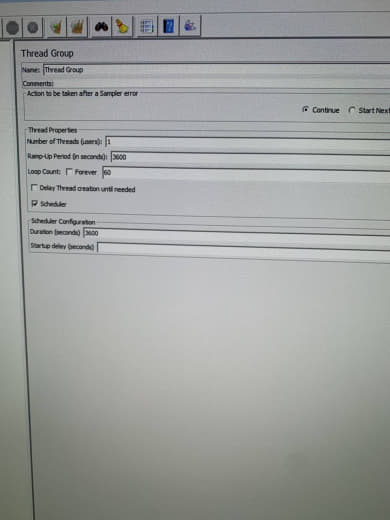 Thread Group
Name: Thread Group
Comments:
Action to be taken after a Sampler error
Continue Start Next
Thread Properties
Number of Threads (users): 1
Ramp-Up Period (in seconds): 3600
Loop Count: Forever 60
Delay Thread creation until needed
Scheduler
Scheduler Configuration
Duration (seconds) 3600
Startup delay (seconds)